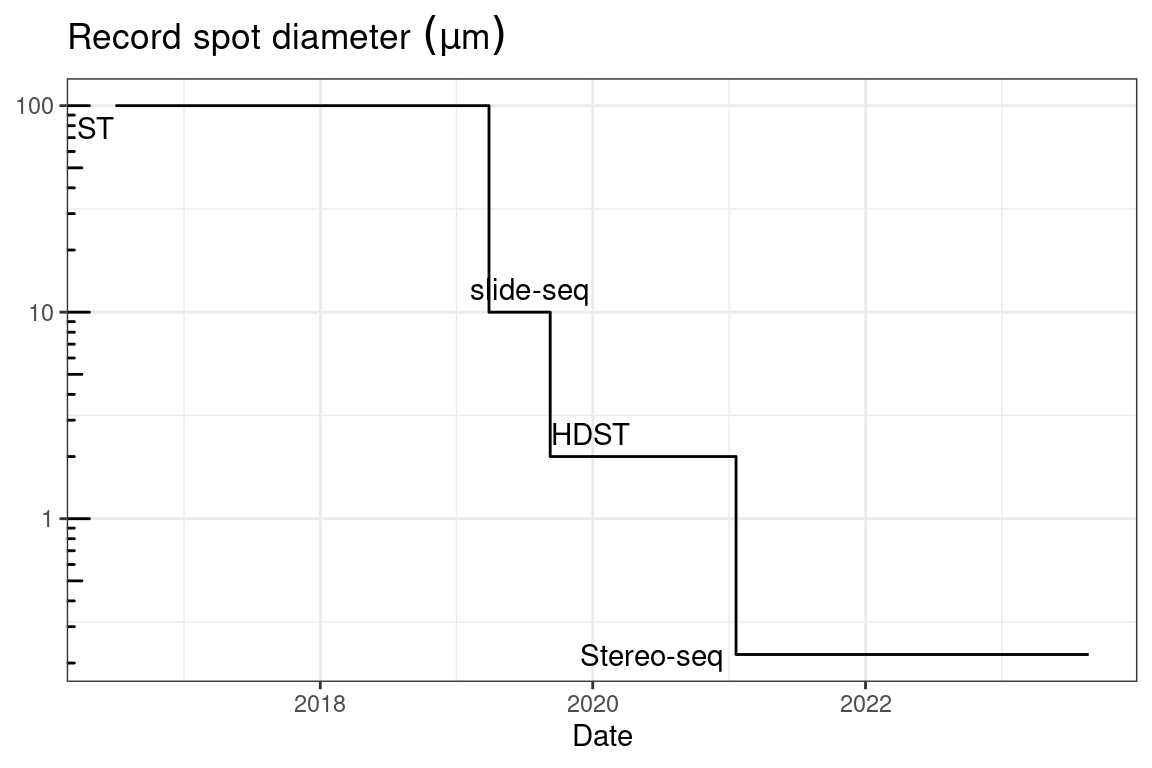 Record spot diameter (μm)
100
ST
slide-seq
10
HDST
1
Stereo-seq
2018 2020 2022
Date